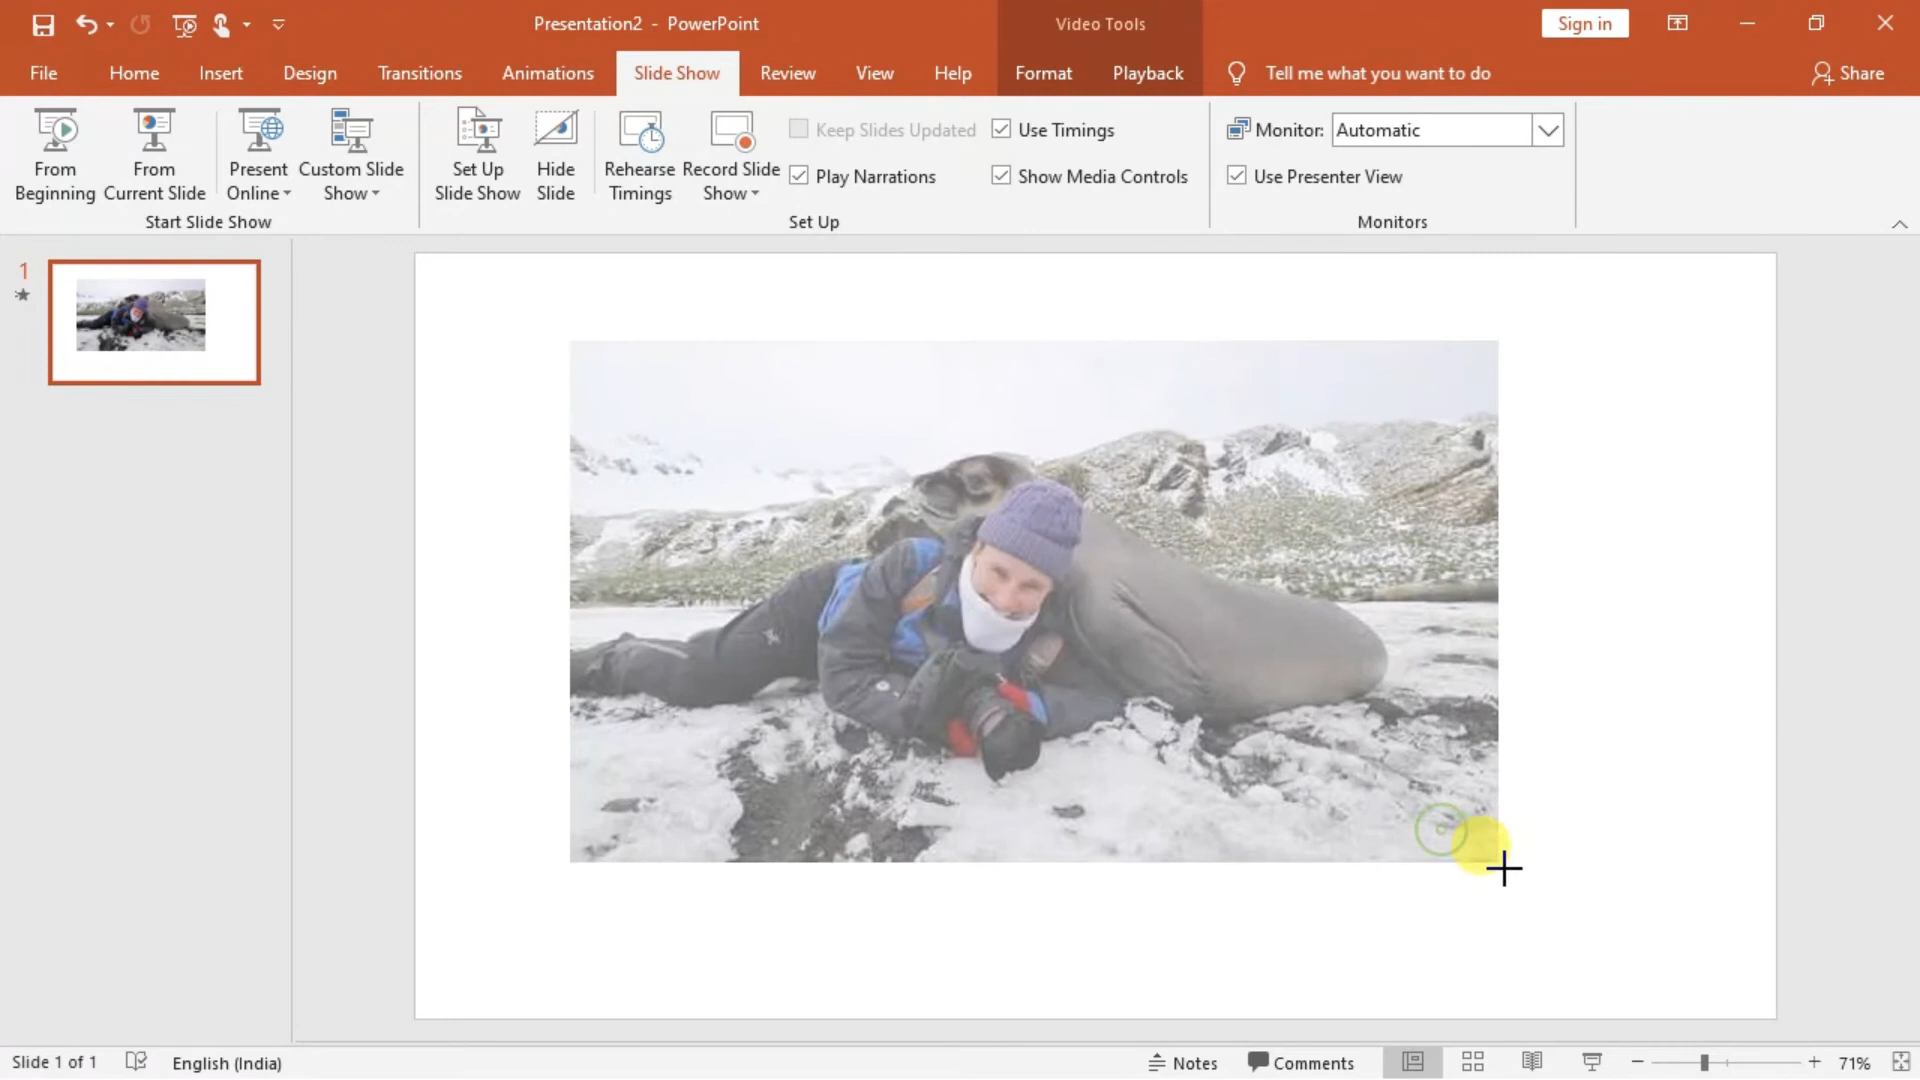 Presentation2 - PowerPoint
Video Tools
Sign in
File Home Insert Design Transitions Animations Slide Show Review View Help Format Playback Tell me what you want to do Share
From Beginning
From Current Slide
Present Online
Custom Slide Show
Start Slide Show
Set Up Slide Show
Hide Slide
Rehearse Timings
Record Slide Show
Keep Slides Updated
Play Narrations
Use Timings
Show Media Controls
Set Up
Monitor: Automatic
Use Presenter View
Monitors
1
Slide 1 of 1 English (India) Notes Comments 71%